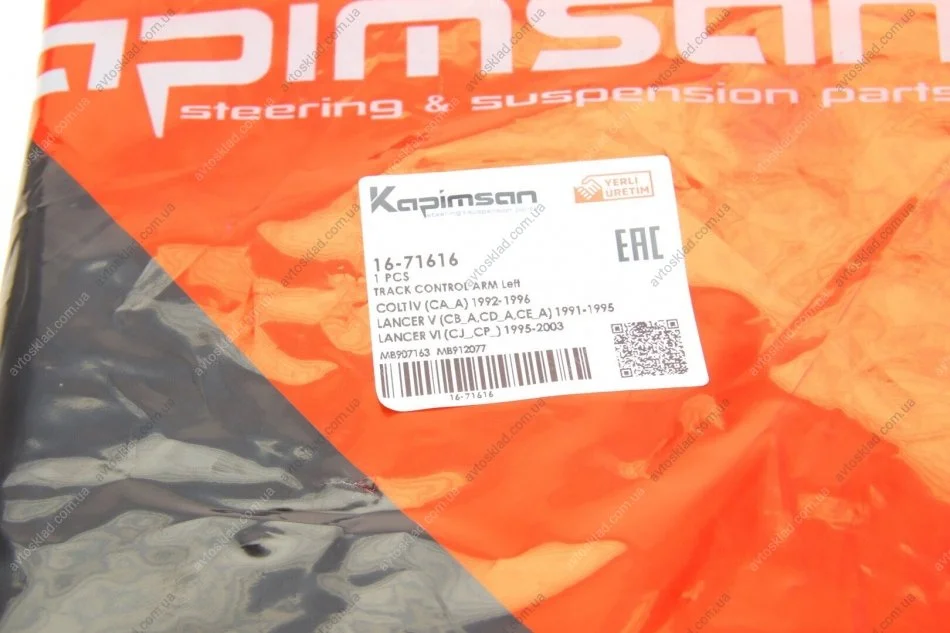 apimsan
steering & suspension parts
Kapimsan
YERLİ
ÜRETİM
EAC
16-71616
1 PCS
TRACK CONTROL ARM Left
COLT IV (CA_A) 1992-1996
LANCER V (CB_A,CD_A,CE_A) 1991-1995
LANCER VI (CJ_,CP_) 1995-2003
MB907163 MB912077
16-71616
avtosklad.com.ua